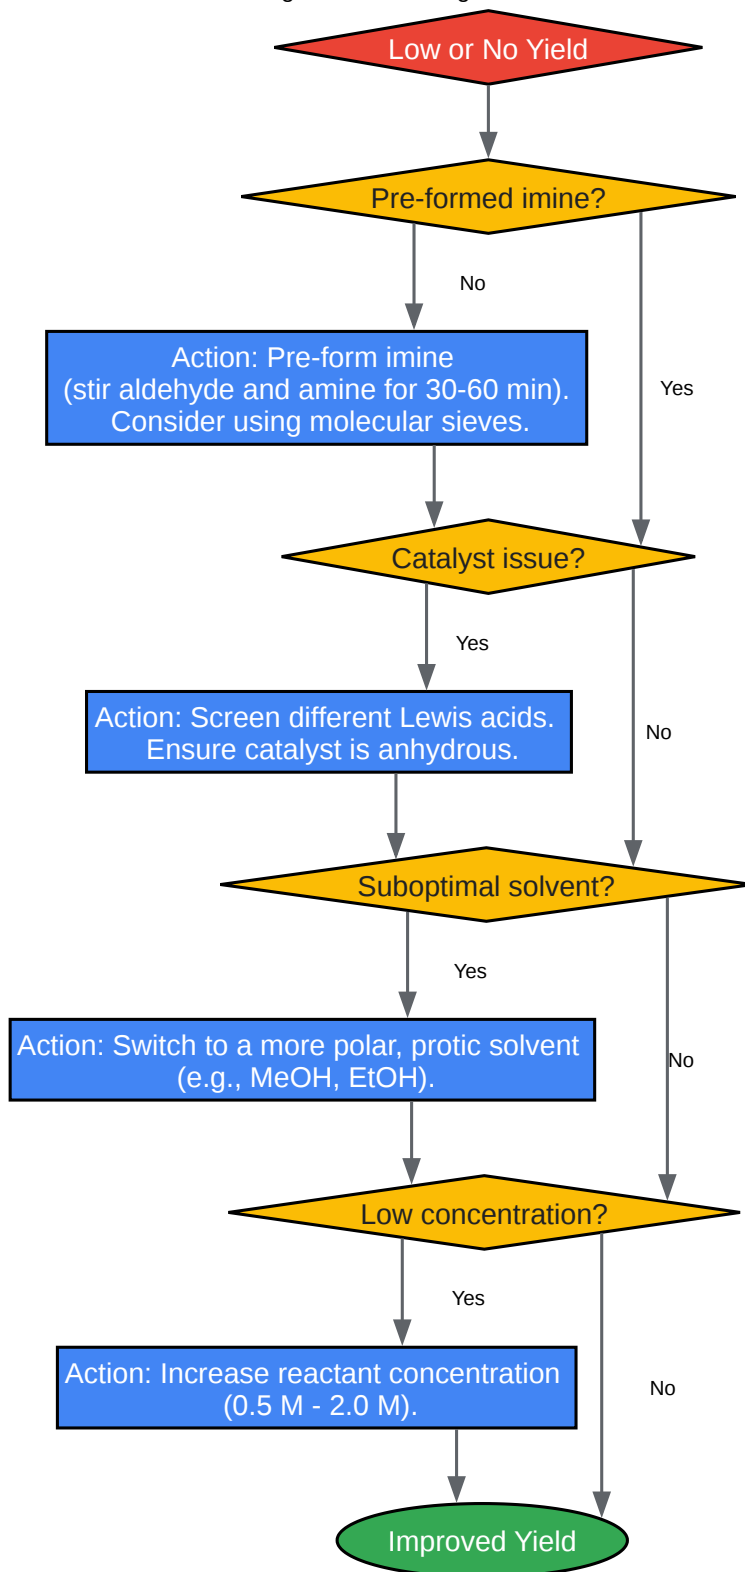 Low or No Yield
Pre-formed imine?
No
Action: Pre-form imine
(stir aldehyde and amine for 30-60 min).
Consider using molecular sieves.
Yes
Catalyst issue?
Yes
Action: Screen different Lewis acids.
Ensure catalyst is anhydrous.
No
Suboptimal solvent?
Yes
Action: Switch to a more polar, protic solvent
(e.g., MeOH, EtOH).
No
Low concentration?
Yes
Action: Increase reactant concentration
(0.5 M - 2.0 M).
No
Improved Yield